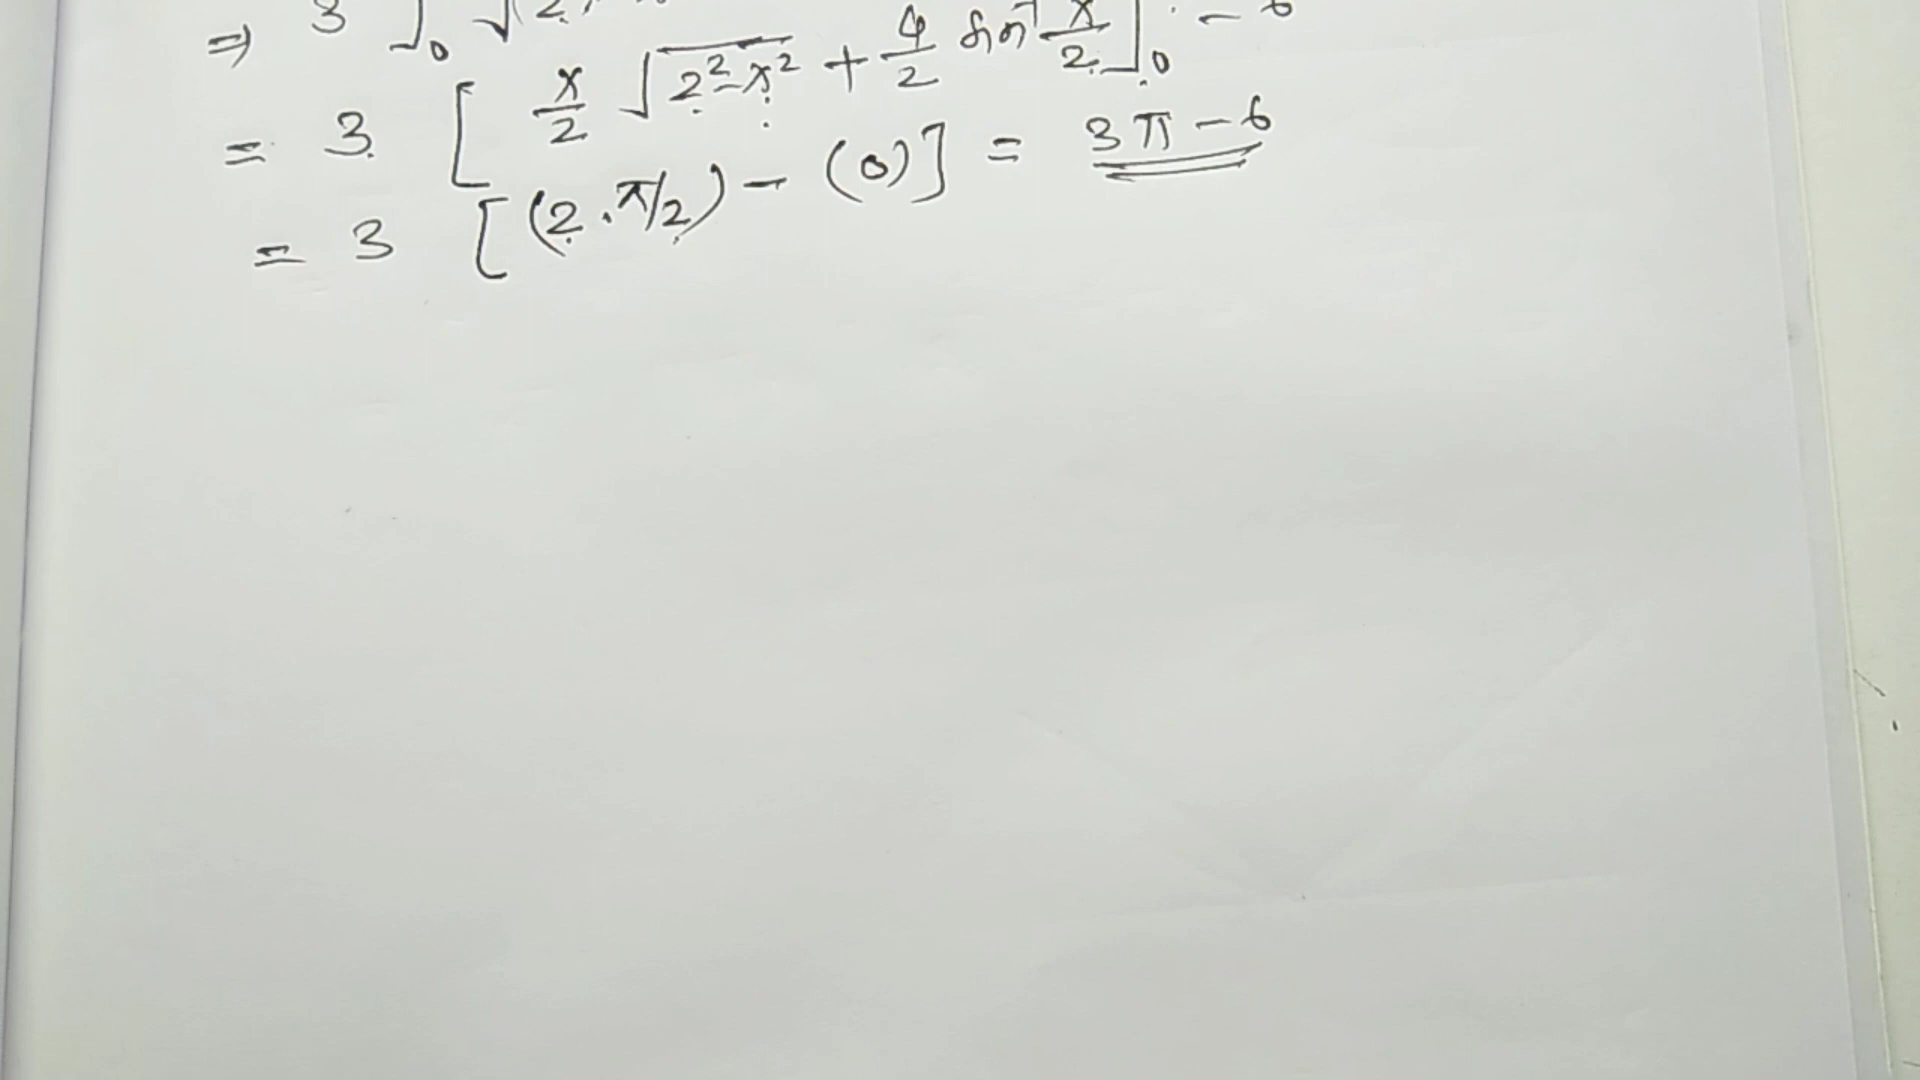 ⇒ 3 ∫₀ √2
= 3 [ x/2 √(2² - x²) + 4/2 sin⁻¹ x/2 ]₀ - 6
= 3 [(2 . π/2) - (0)] = 3π - 6